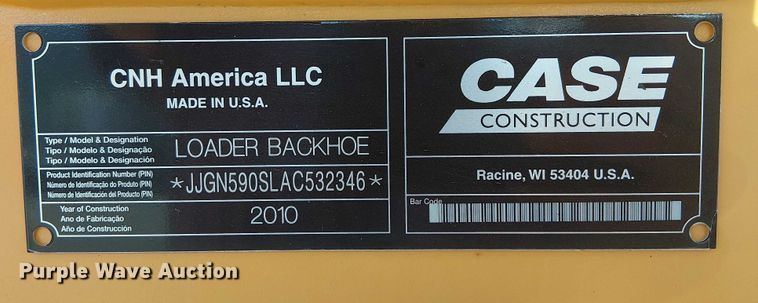 CNH America LLC
MADE IN U.S.A.
Type / Model & Designation
Tipo / Modelo & Designação
Tipo / Modelo & Designação
LOADER BACKHOE
Product Identification Number (PIN)
Número de Identificação do Produto (PIN)
Número de Identificación del Producto (PIN)
*JJGN590SLAC532346*
Year of Construction
Ano de Fabricação
Año de Construcción
2010
CASE
CONSTRUCTION
Racine, WI 53404 U.S.A.
Bar Code
Purple Wave Auction